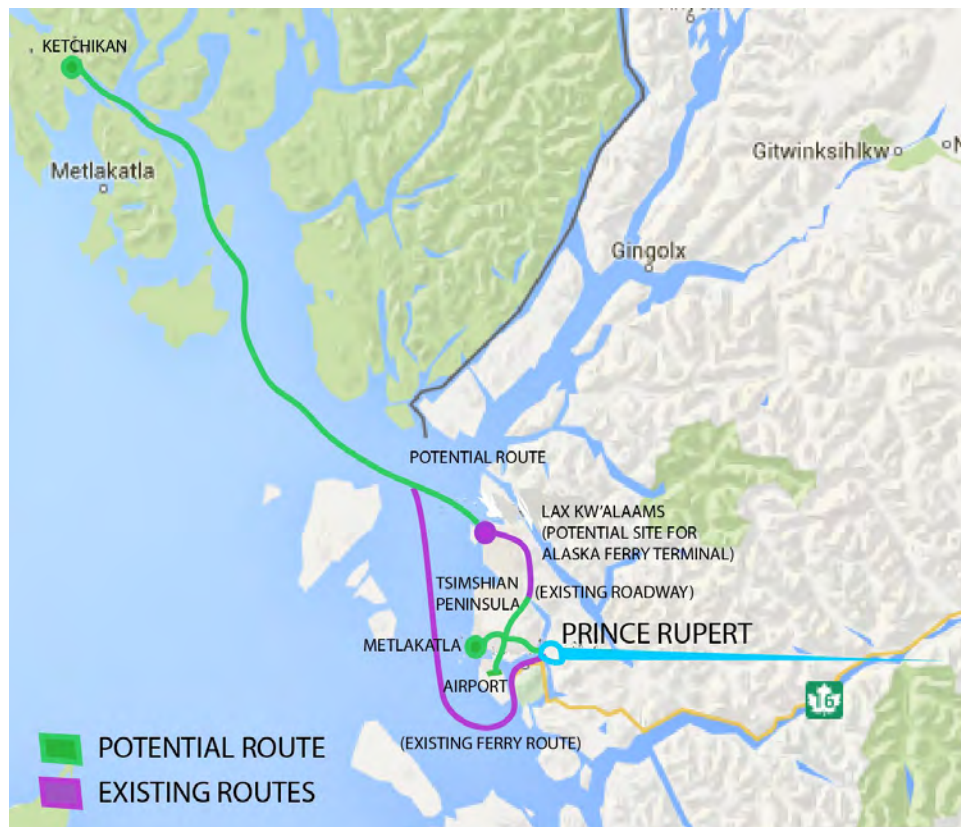 KETCHIKAN
Metlakatla
Gitwinksihlkw
Gingolx
POTENTIAL ROUTE
LAX KW'ALAAMS
(POTENTIAL SITE FOR
ALASKA FERRY TERMINAL)
TSIMSHIAN
PENINSULA
(EXISTING ROADWAY)
METLAKATLA
PRINCE RUPERT
AIRPORT
16
(EXISTING FERRY ROUTE)
POTENTIAL ROUTE
EXISTING ROUTES